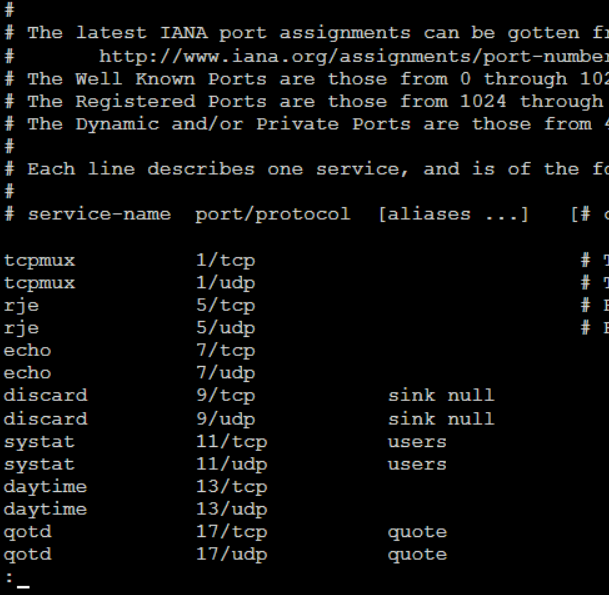 #
# The latest IANA port assignments can be gotten
#       http://www.iana.org/assignments/port-number
# The Well Known Ports are those from 0 through
# The Registered Ports are those from 1024 through
# The Dynamic and/or Private Ports are those from
#
# Each line describes one service, and is of the
#
# service-name  port/protocol  [aliases ...]   [#

tcpmux          1/tcp                           #
tcpmux          1/udp                           #
rje             5/tcp                           #
rje             5/udp                           #
echo            7/tcp
echo            7/udp
discard         9/tcp           sink null
discard         9/udp           sink null
systat          11/tcp          users
systat          11/udp          users
daytime         13/tcp
daytime         13/udp
qotd            17/tcp          quote
qotd            17/udp          quote
:_